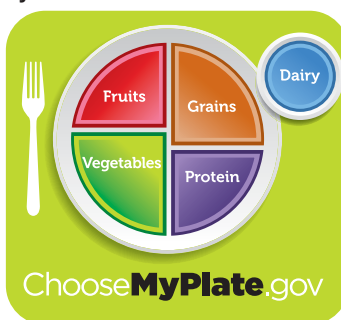 Dairy
Fruits
Grains
Vegetables
Protein
ChooseMyPlate.gov